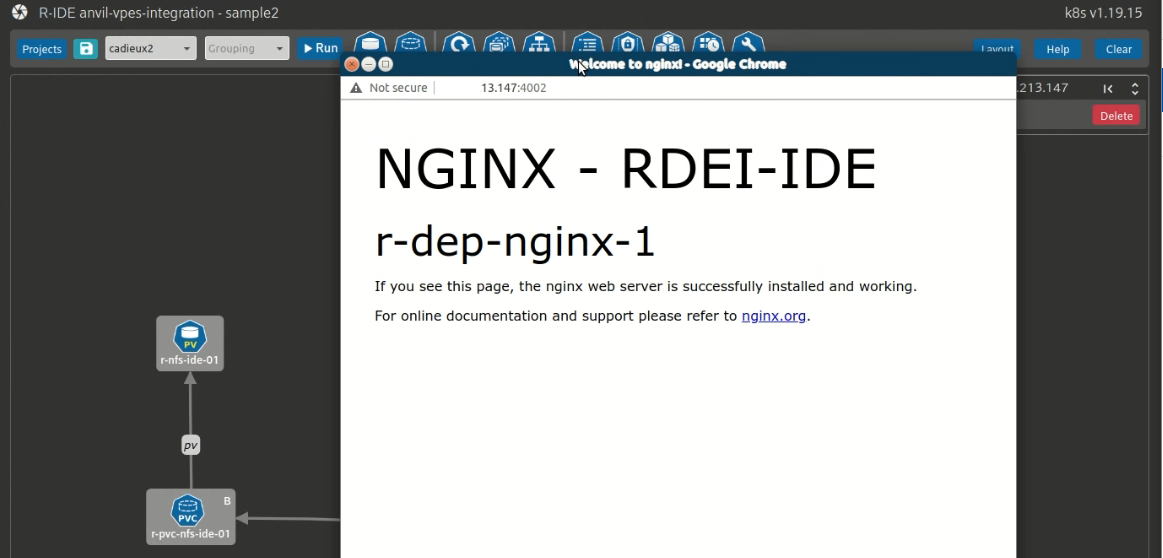 R-IDE anvil-vpes-integration - sample2
k8s v1.19.15
Projects
cadieux2
Grouping
Run
Layout
Help
Clear
Welcome to nginx! - Google Chrome
Not secure
13.147:4002
.213.147
Delete
NGINX - RDEI-IDE
r-dep-nginx-1
If you see this page, the nginx web server is successfully installed and working.
For online documentation and support please refer to nginx.org.
PV
r-nfs-ide-01
pv
B
PVC
r-pvc-nfs-ide-01